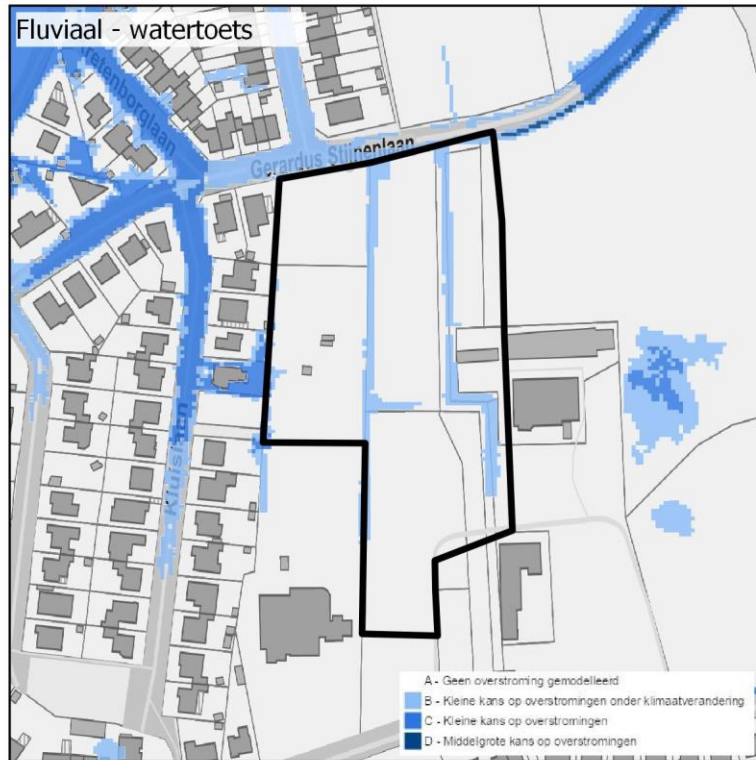 Fluviaal - watertoets
Gerardus Stijnenlaan
Kluislaan
A - Geen overstroming gemodelleerd
B - Kleine kans op overstromingen onder klimaatverandering
C - Kleine kans op overstromingen
D - Middelgrote kans op overstromingen